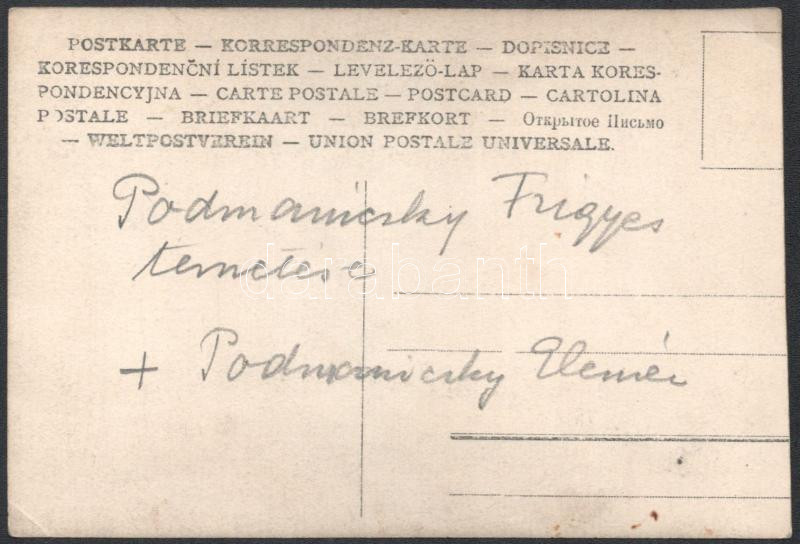 POSTKARTE — KORRESPONDENZ-KARTE — DOPISNICE —
KORESPONDENČNÍ LÍSTEK — LEVELEZŐ-LAP — KARTA KORES-
PONDENCYJNA — CARTE POSTALE — POSTCARD — CARTOLINA
POSTALE — BRIEFKAART — BREFKORT — Открытое Письмо
— WELTPOSTVEREIN — UNION POSTALE UNIVERSALE.
Podmaniczky Frigyes
temetése
darabanth
+ Podmaniczky Elemér